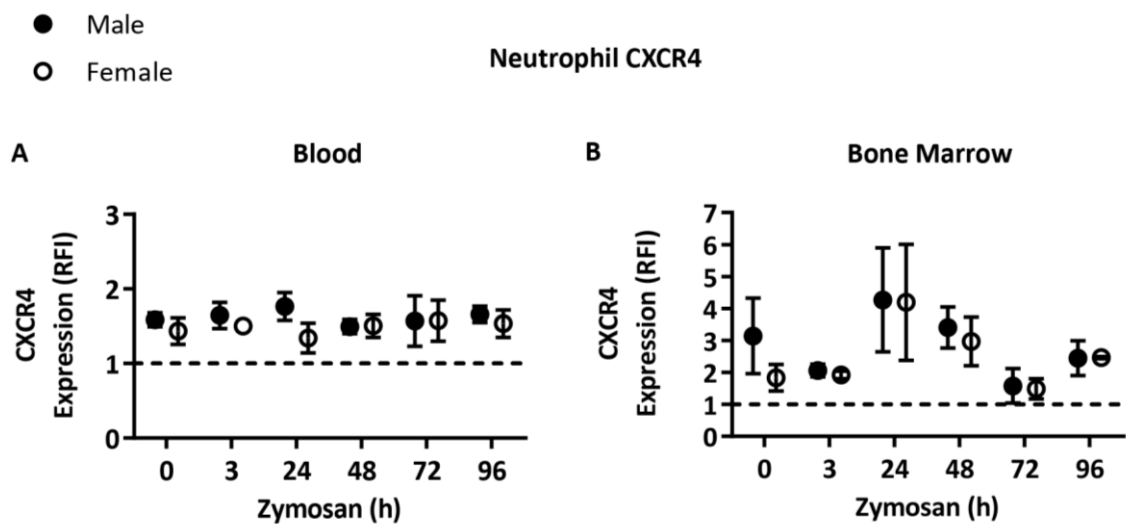 Male
Female
Neutrophil CXCR4
A
Blood
CXCR4
Expression (RFI)
3
2
1
0
0 3 24 48 72 96
Zymosan (h)
B
Bone Marrow
CXCR4
Expression (RFI)
7
6
5
4
3
2
1
0
0 3 24 48 72 96
Zymosan (h)